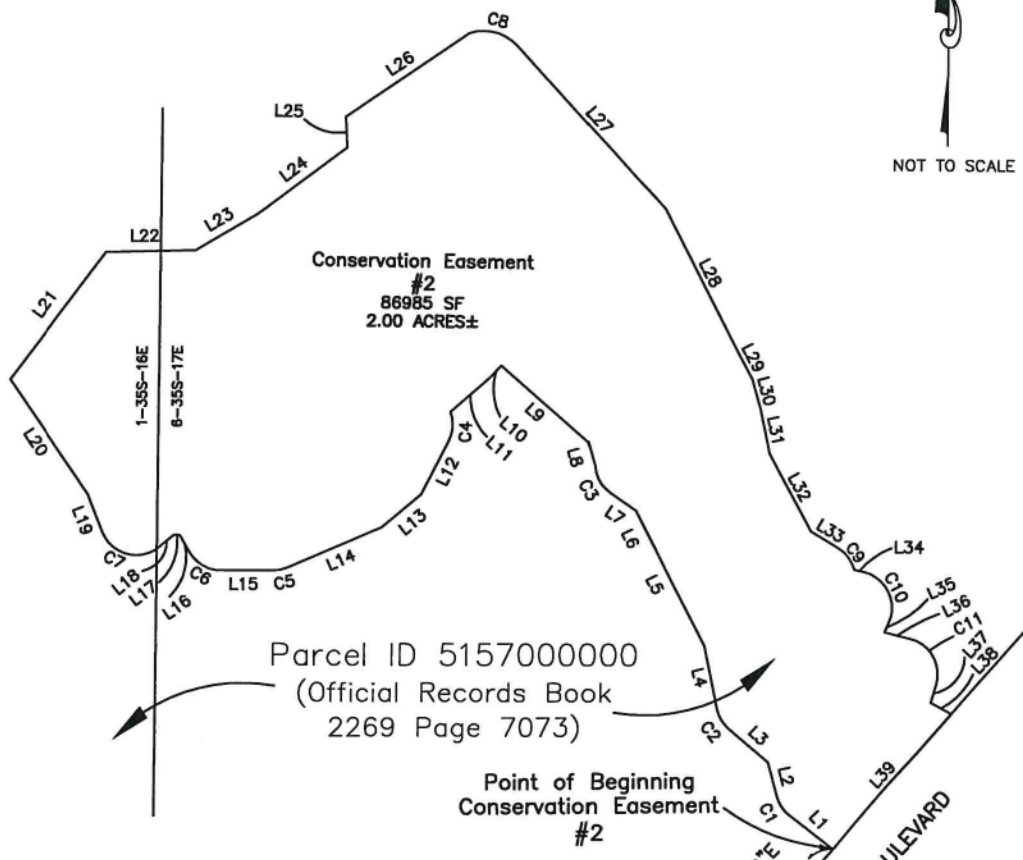 C8
L26
L25
L27
L24
NOT TO SCALE
L23
L22
Conservation Easement
#2
86985 SF
2.00 ACRES±
L28
L21
1-35S-16E
6-35S-17E
L29
L30
L9
L10
L11
C4
L31
L20
L8
L12
C3
L32
L7
L13
L6
L19
L33
C9
L34
C7
L14
L18
L17
L16
C6
L15
C5
L5
C10
L35
L36
C11
L37
L38
Parcel ID 5157000000
(Official Records Book
2269 Page 7073)
L4
C2
L3
L39
Point of Beginning
Conservation Easement
#2
L2
C1
L1
"E
ULEVARD